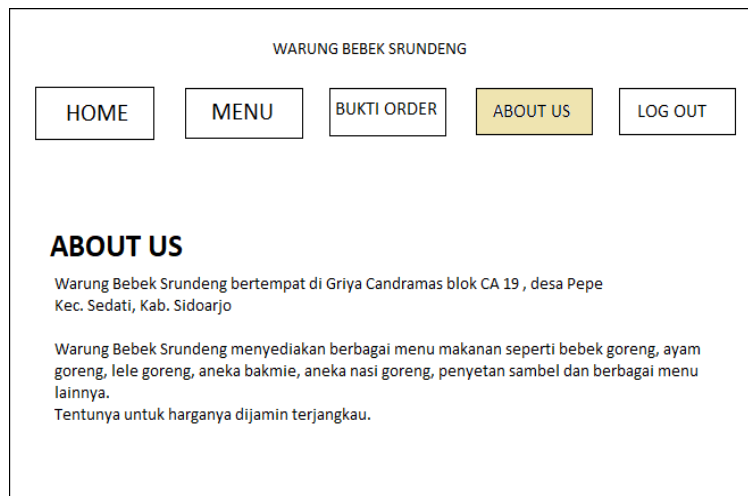 WARUNG BEBEK SRUNDENG
HOME
MENU
BUKTI ORDER
ABOUT US
LOG OUT
ABOUT US
Warung Bebek Srundeng bertempat di Griya Candramas blok CA 19 , desa Pepe
Kec. Sedati, Kab. Sidoarjo
Warung Bebek Srundeng menyediakan berbagai menu makanan seperti bebek goreng, ayam
goreng, lele goreng, aneka bakmie, aneka nasi goreng, penyetan sambel dan berbagai menu
lainnya.
Tentunya untuk harganya dijamin terjangkau.